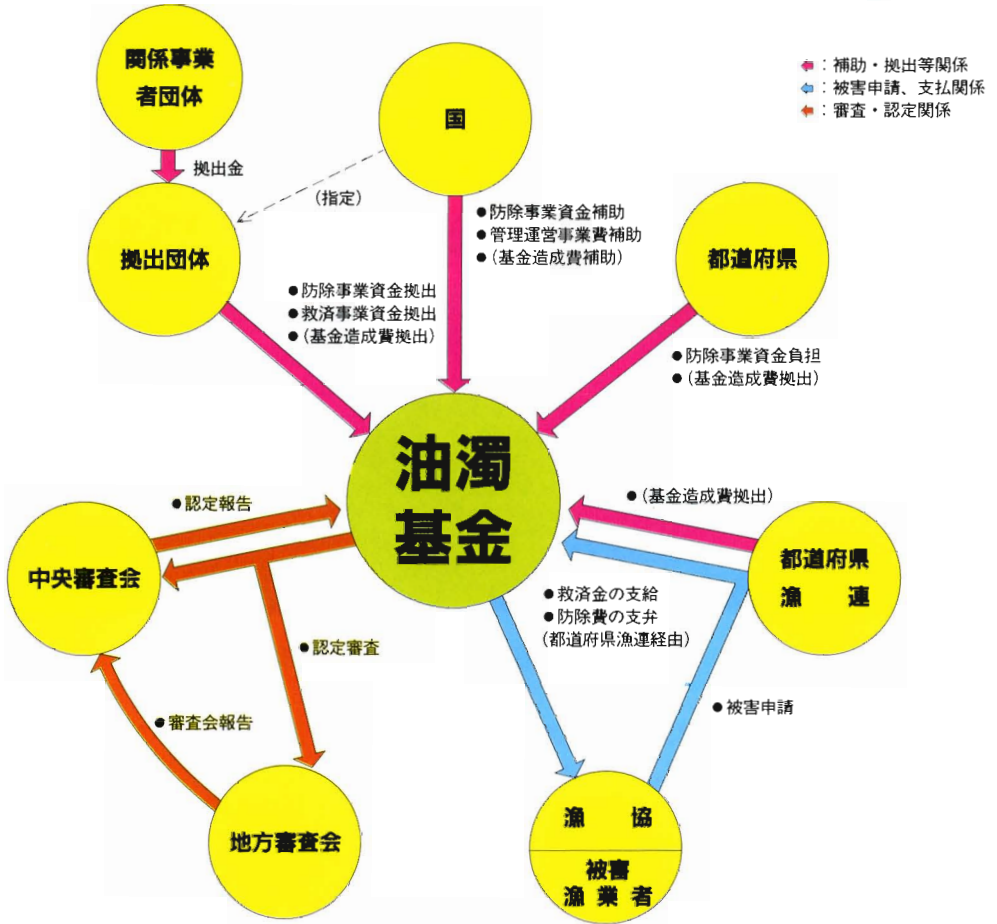 関係事業
者団体
:補助・拠出等関係
:被害申請、支払関係
:審査・認定関係
国
拠出金
(指定)
拠出団体
●防除事業資金補助
●管理運営事業費補助
●(基金造成費補助)
都道府県
●防除事業資金拠出
●救済事業資金拠出
●(基金造成費拠出)
●防除事業資金負担
●(基金造成費拠出)
油濁
基金
●認定報告
●(基金造成費拠出)
中央審査会
都道府県
漁 連
●救済金の支給
●防除費の支弁
(都道府県漁連経由)
●認定審査
●審査会報告
●被害申請
地方審査会
漁 協
被害
漁業者